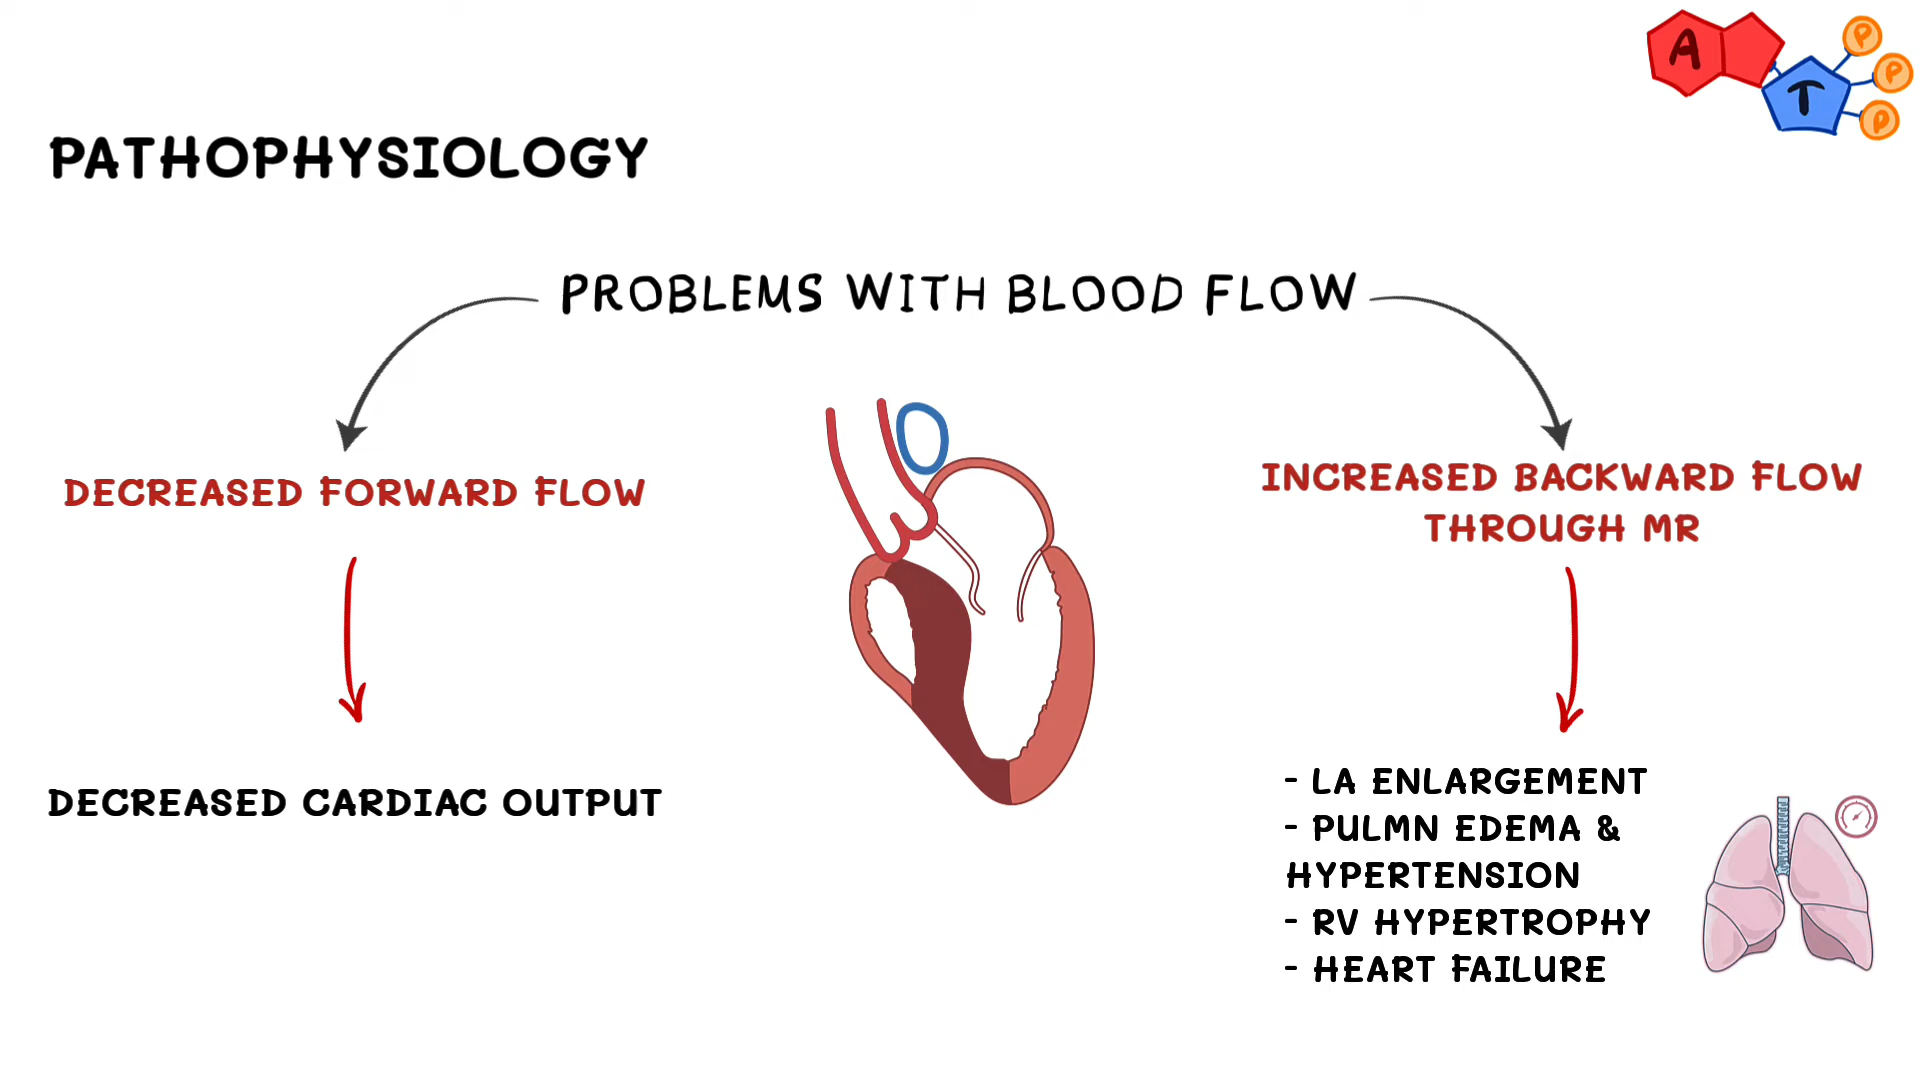 A T P P P
PATHOPHYSIOLOGY
PROBLEMS WITH BLOOD FLOW
DECREASED FORWARD FLOW
DECREASED CARDIAC OUTPUT
INCREASED BACKWARD FLOW
THROUGH MR
- LA ENLARGEMENT
- PULMN EDEMA &
HYPERTENSION
- RV HYPERTROPHY
- HEART FAILURE